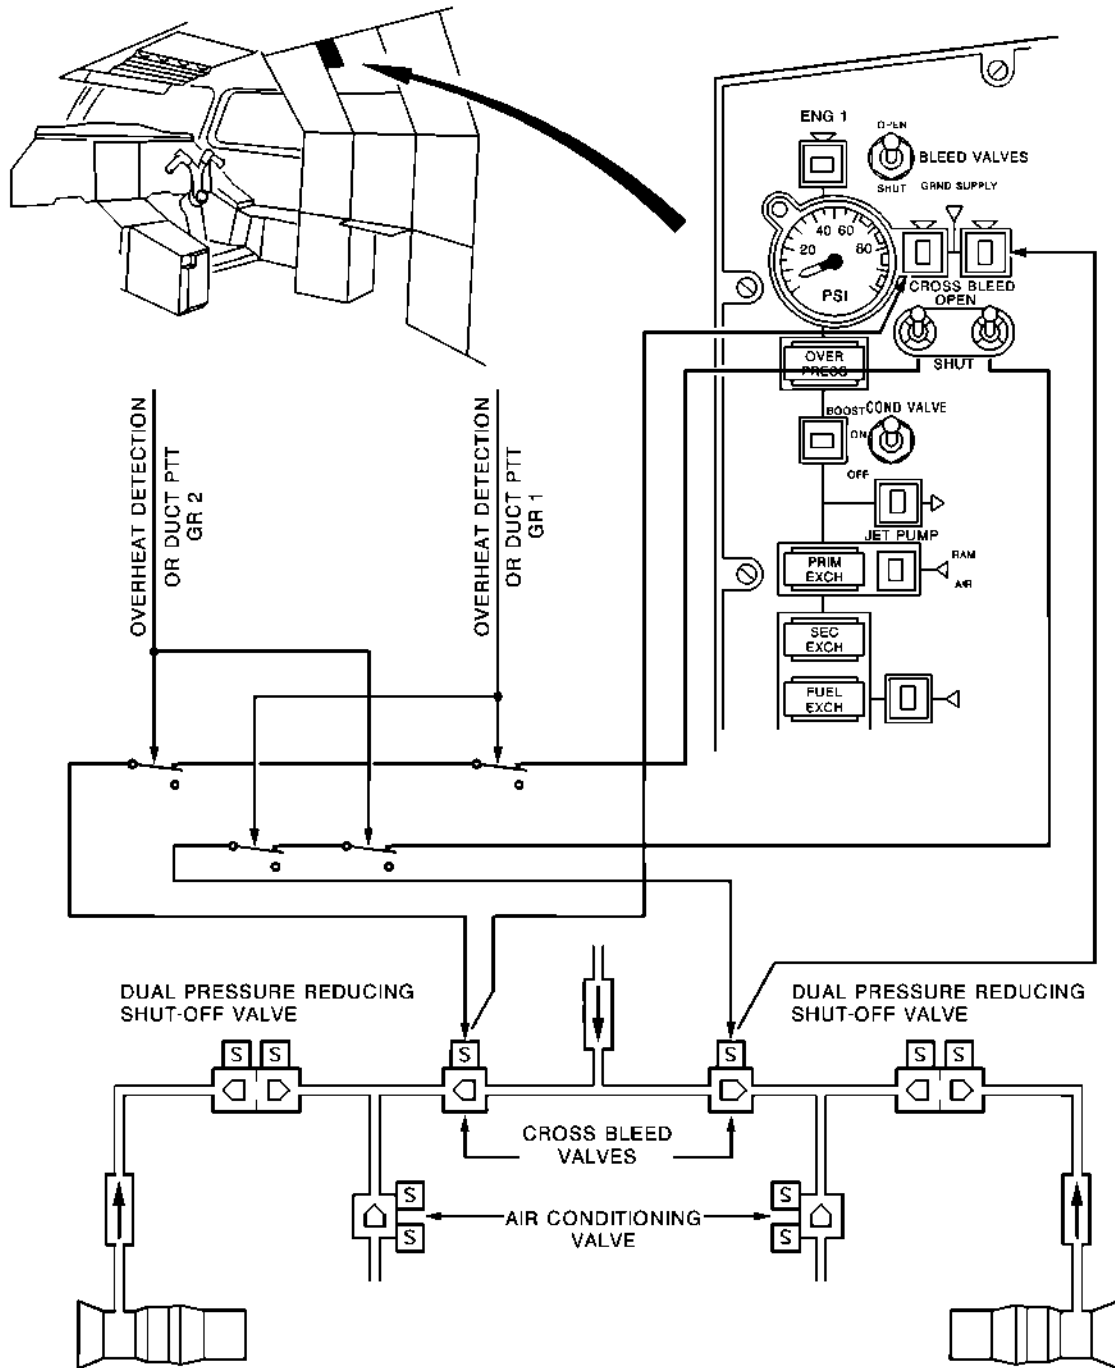 ENG 1
OPEN
BLEED VALVES
SHUT
GRND SUPPLY
20
40
60
80
PSI
CROSS BLEED
OPEN
SHUT
OVER
PRESS
BOOST
COND VALVE
ON
OFF
JET PUMP
PRIM
EXCH
RAM
AIR
SEC
EXCH
FUEL
EXCH
OVERHEAT DETECTION
OR DUCT PTT
GR 2
OVERHEAT DETECTION
OR DUCT PTT
GR 1
DUAL PRESSURE REDUCING
SHUT-OFF VALVE
DUAL PRESSURE REDUCING
SHUT-OFF VALVE
S
S
S
S
S
S
CROSS BLEED
VALVES
S
S
AIR CONDITIONING
VALVE
S
S